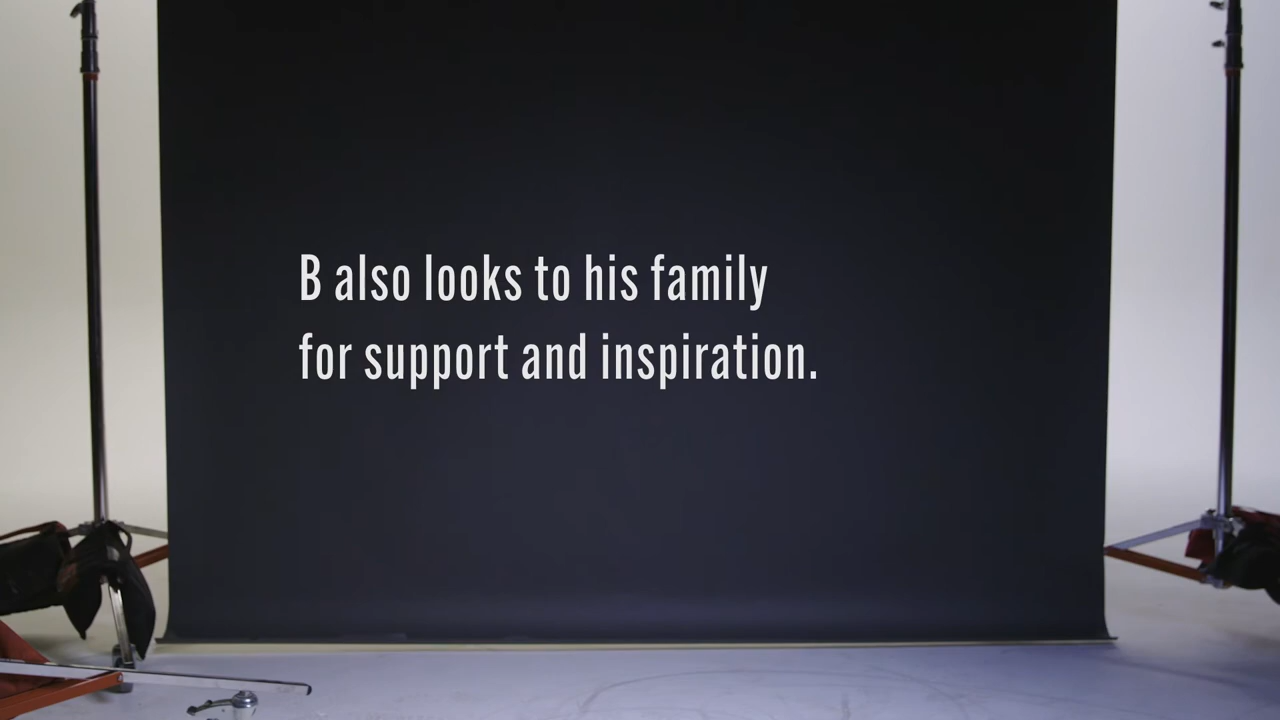 B also looks to his family
for support and inspiration.